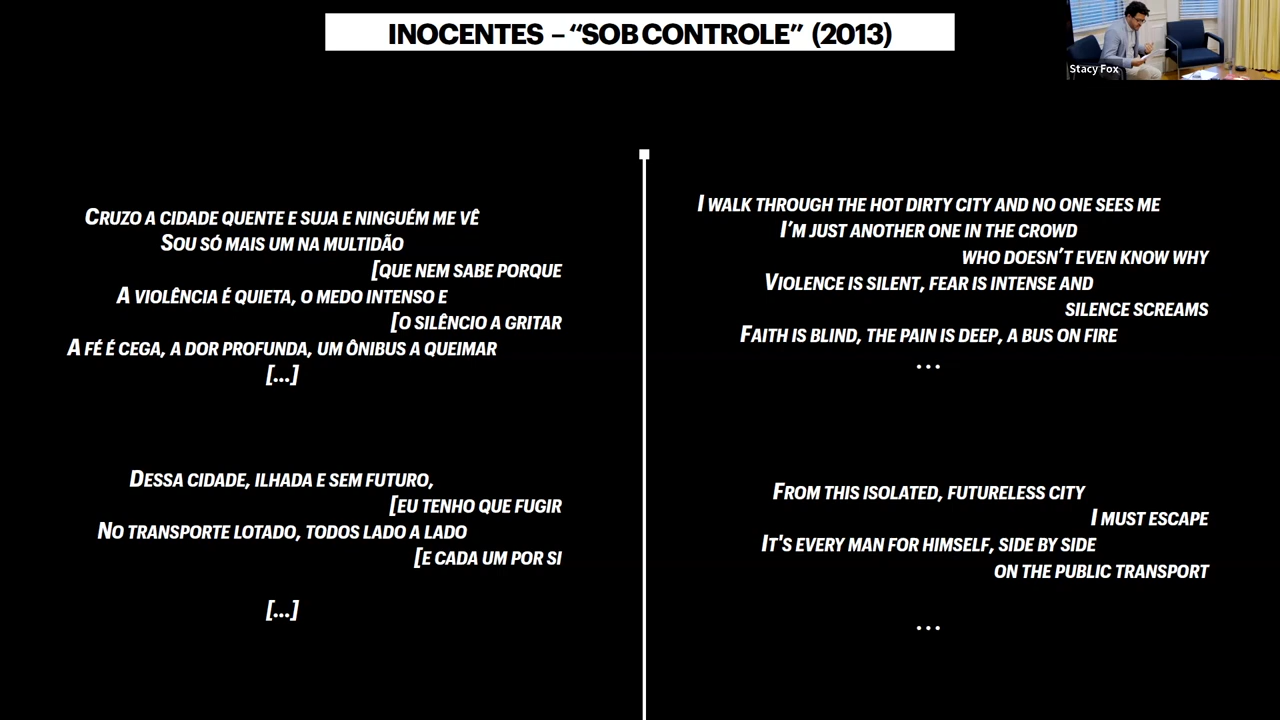 INOCENTES – “SOB CONTROLE” (2013)
Stacy Fox
CRUZO A CIDADE QUENTE E SUJA E NINGUÉM ME VÊ
SOU SÓ MAIS UM NA MULTIDÃO
[QUE NEM SABE PORQUE
A VIOLÊNCIA É QUIETA, O MEDO INTENSO E
[O SILÊNCIO A GRITAR
A FÉ É CEGA, A DOR PROFUNDA, UM ÔNIBUS A QUEIMAR
[...]
DESSA CIDADE, ILHADA E SEM FUTURO,
[EU TENHO QUE FUGIR
NO TRANSPORTE LOTADO, TODOS LADO A LADO
[E CADA UM POR SI
[...]
I WALK THROUGH THE HOT DIRTY CITY AND NO ONE SEES ME
I’M JUST ANOTHER ONE IN THE CROWD
WHO DOESN’T EVEN KNOW WHY
VIOLENCE IS SILENT, FEAR IS INTENSE AND
SILENCE SCREAMS
FAITH IS BLIND, THE PAIN IS DEEP, A BUS ON FIRE
...
FROM THIS ISOLATED, FUTURELESS CITY
I MUST ESCAPE
IT'S EVERY MAN FOR HIMSELF, SIDE BY SIDE
ON THE PUBLIC TRANSPORT
...